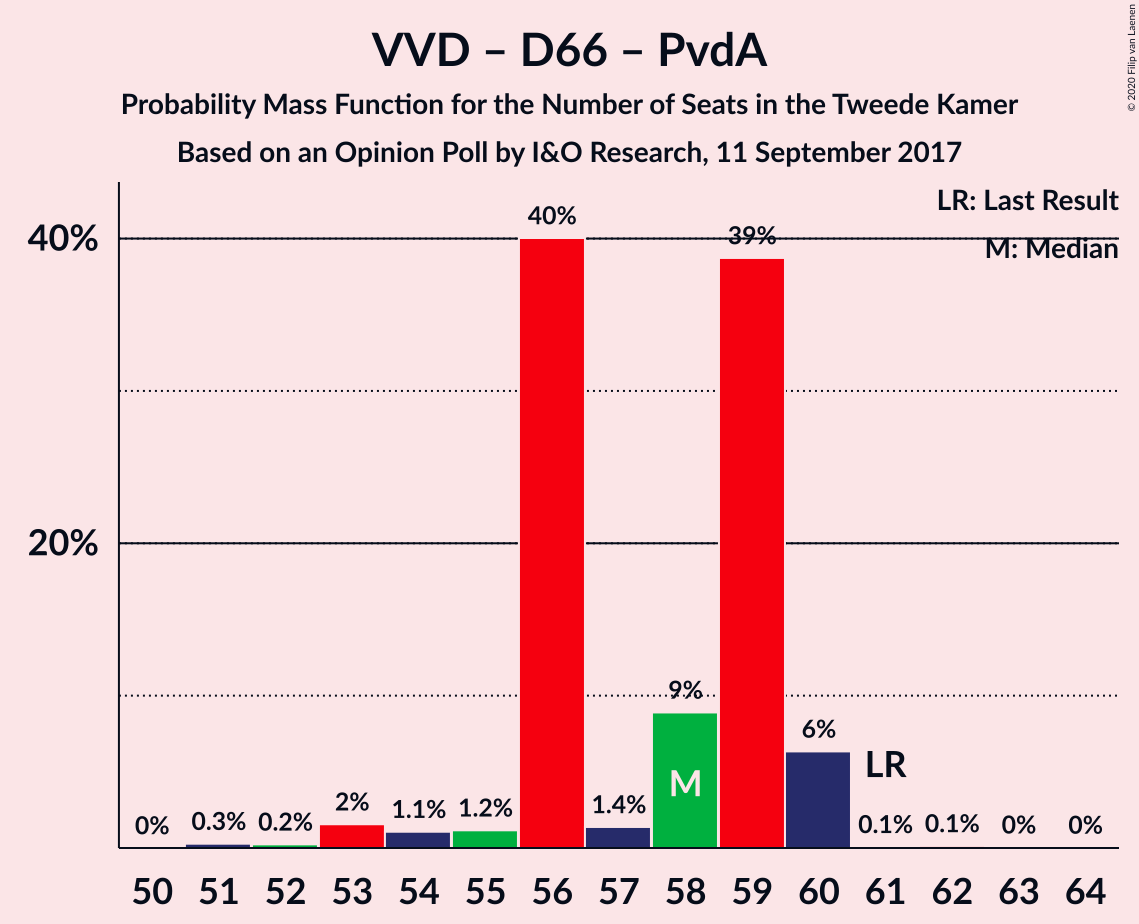 VVD – D66 – PvdA
Probability Mass Function for the Number of Seats in the Tweede Kamer
Based on an Opinion Poll by I&O Research, 11 September 2017
© 2020 Filip van Laenen
LR: Last Result
M: Median
40%
20%
0%
0.3%
0.2%
2%
1.1%
1.2%
40%
1.4%
9%
39%
6%
0.1%
0.1%
0%
0%
M
LR
50 51 52 53 54 55 56 57 58 59 60 61 62 63 64